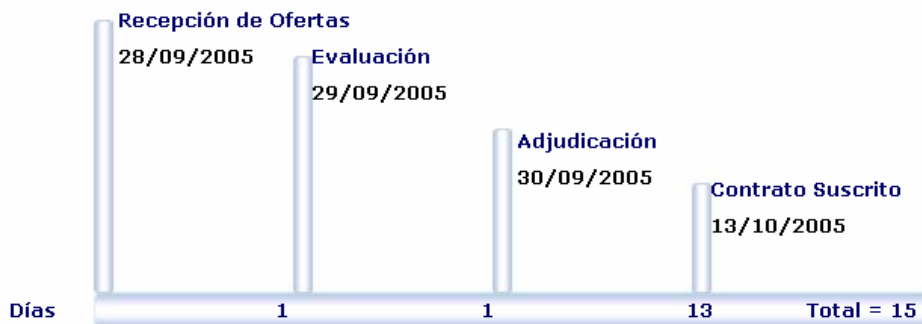 Recepción de Ofertas
28/09/2005
Evaluación
29/09/2005
Adjudicación
30/09/2005
Contrato Suscrito
13/10/2005
Días 1 1 13 Total = 15